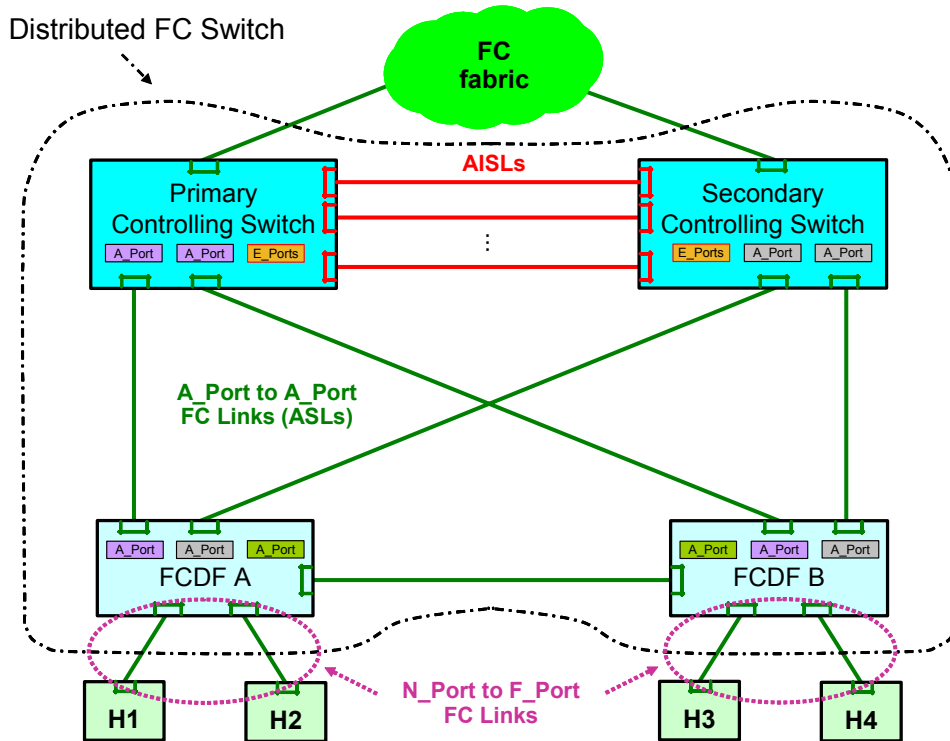 Distributed FC Switch
FC
fabric
AISLs
Primary
Controlling Switch
A_Port A_Port E_Ports
...
Secondary
Controlling Switch
E_Ports A_Port A_Port
A_Port to A_Port
FC Links (ASLs)
A_Port A_Port A_Port
FCDF A
A_Port A_Port A_Port
FCDF B
H1
H2
N_Port to F_Port
FC Links
H3
H4